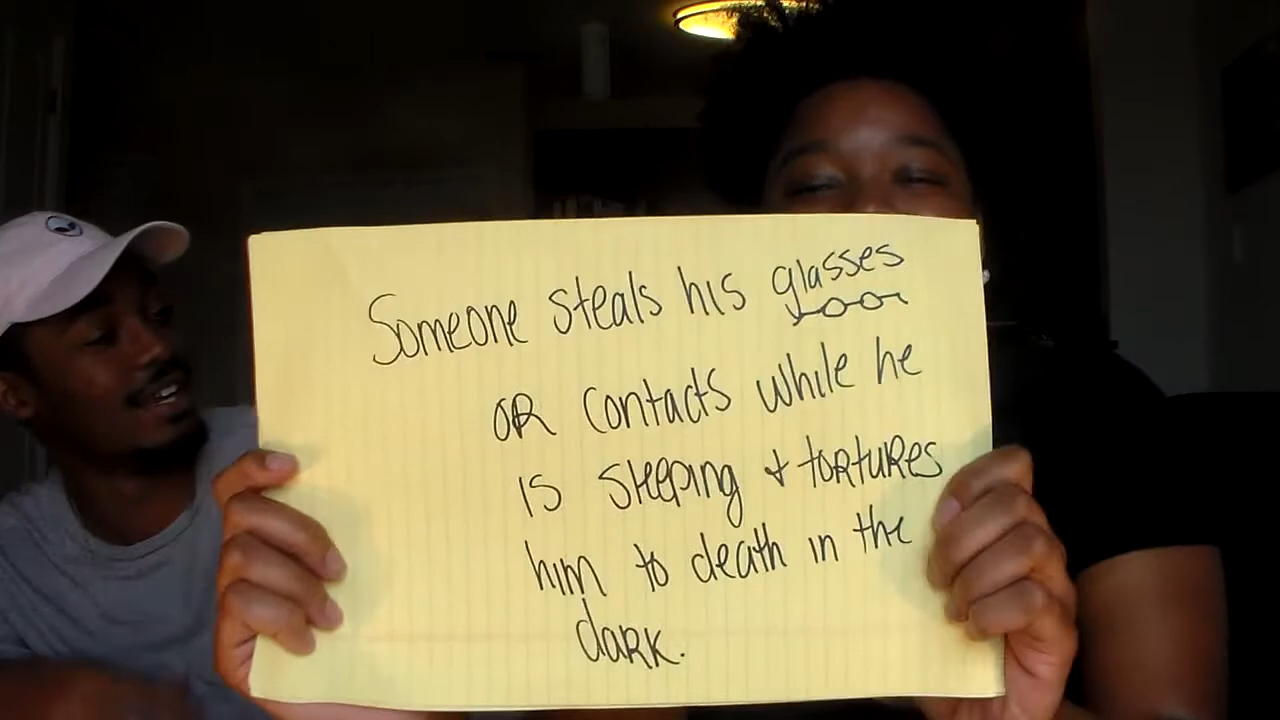 Someone steals his glasses
OR contacts while he
is sleeping & tortures
him to death in the
dark.